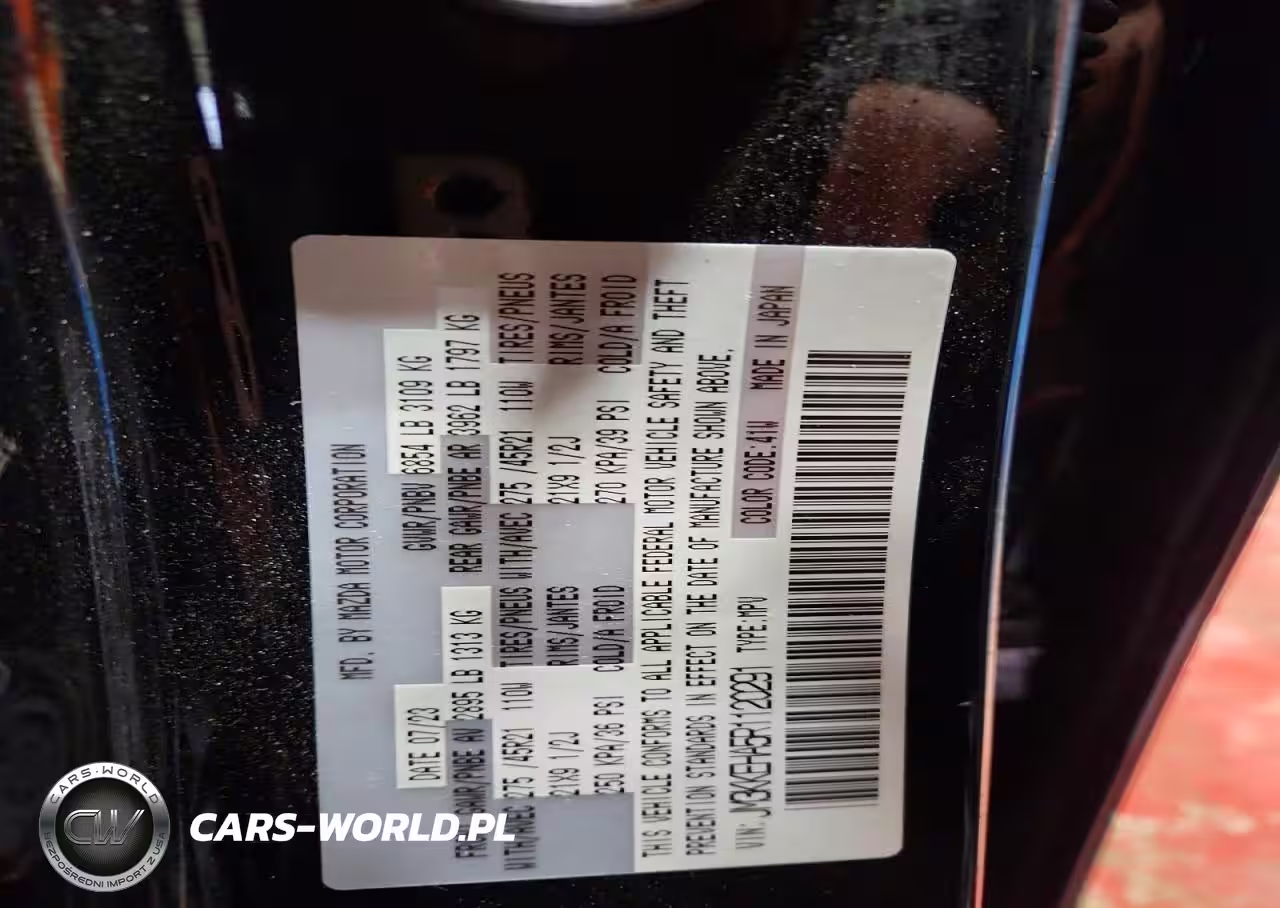 MFD. BY MAZDA MOTOR CORPORATION
DATE 07/23 GVWR/PNBV 6854 LB 3109 KG
FRONT GAWR/PNBE AV 2895 LB 1313 KG REAR GAWR/PNBE AR 3962 LB 1797 KG
WITH/AVEC 275 /45R21 110W TIRES/PNEUS WITH/AVEC 275 /45R21 110W TIRES/PNEUS
21X9 1/2J RIMS/JANTES 21X9 1/2J RIMS/JANTES
250 KPA/36 PSI COLD/A FROID 270 KPA/39 PSI COLD/A FROID
THIS VEHICLE CONFORMS TO ALL APPLICABLE FEDERAL MOTOR VEHICLE SAFETY AND THEFT
PREVENTION STANDARDS IN EFFECT ON THE DATE OF MANUFACTURE SHOWN ABOVE.
VIN: JM3KKEHA5R1120291 TYPE:MPV COLOR CODE:41W MADE IN JAPAN
CARS-WORLD
CW
BEZPOŚREDNI IMPORT Z USA
CARS-WORLD.PL